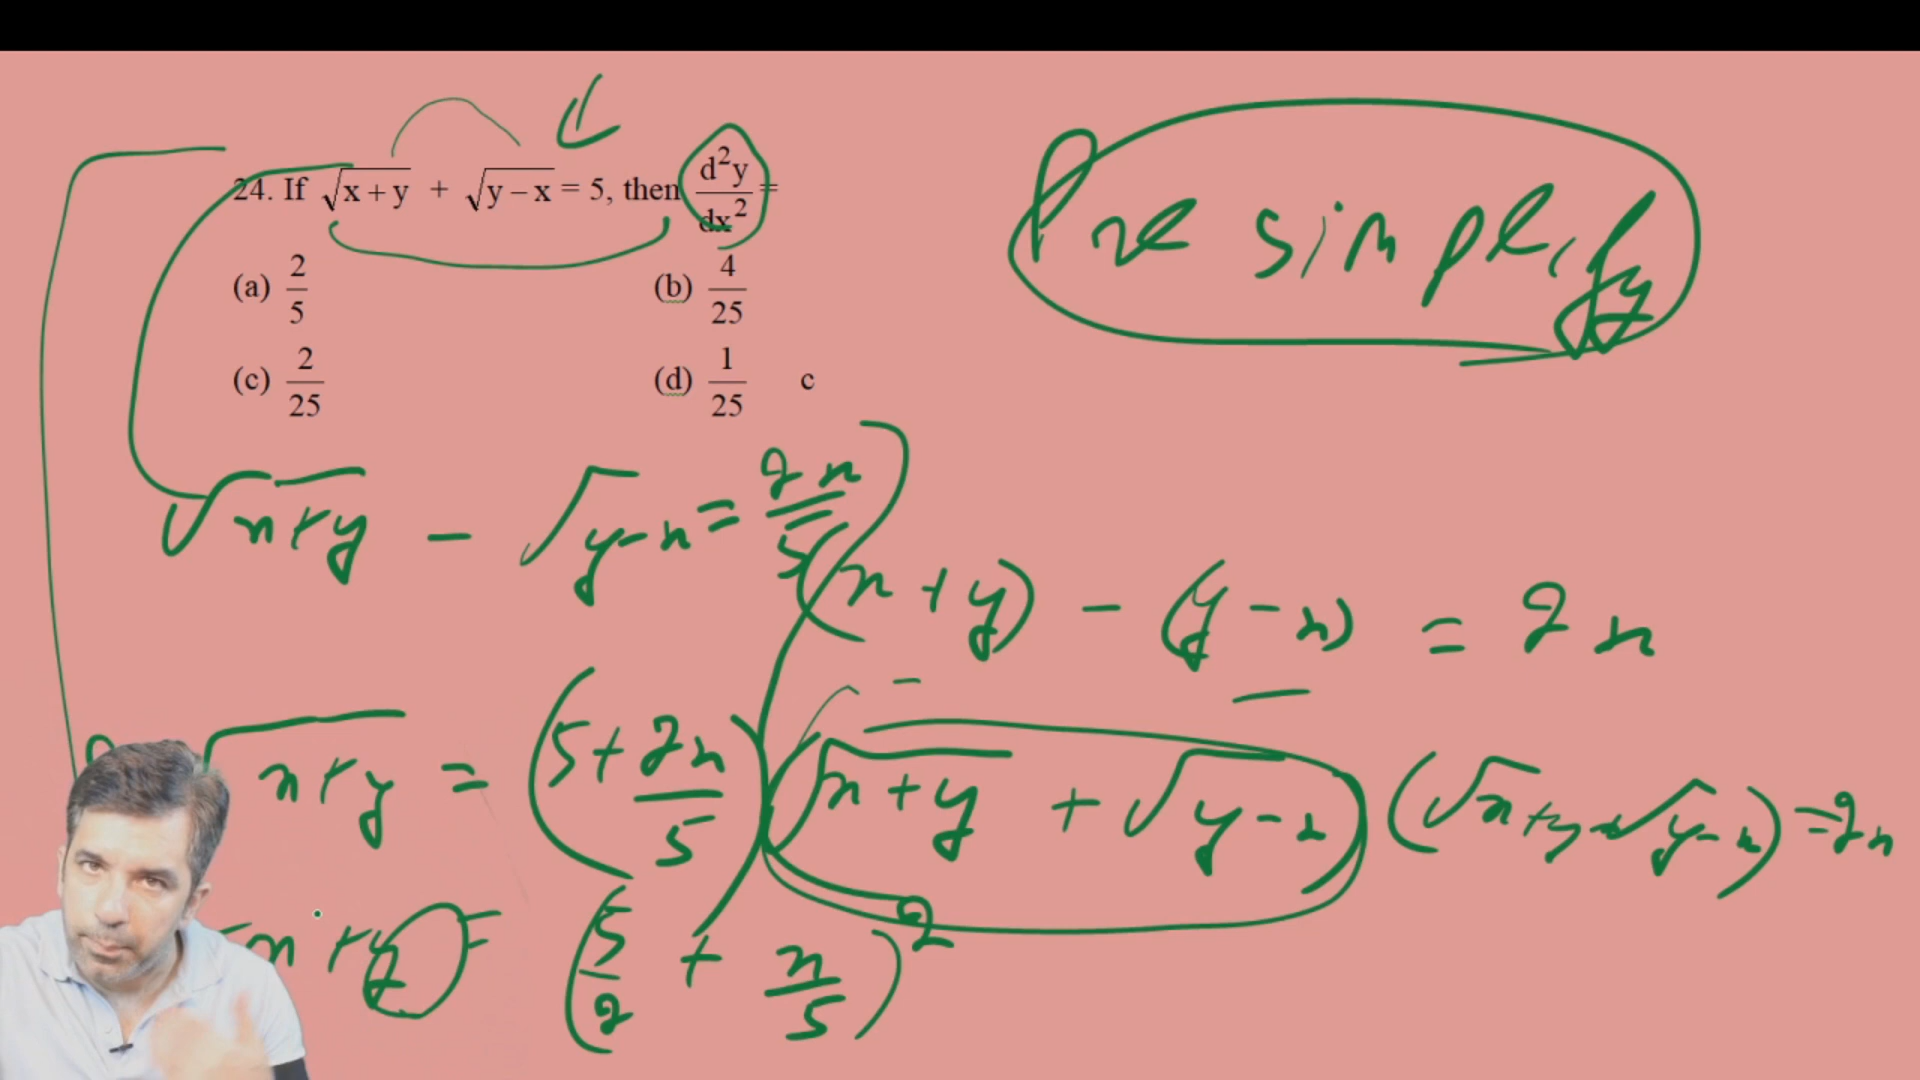 24. If √x + y + √y – x = 5, then d²y/dx² =
(a) 2/5 (b) 4/25
(c) 2/25 (d) 1/25 c
Pre simplify
√x+y - √y-x = 2x/5
(x+y) - (y-x) = 2x
√x+y = (5+2x/5)
(√x+y + √y-x) (√x+y - √y-x) = 2x
x+y = (5/2 + x/5)²